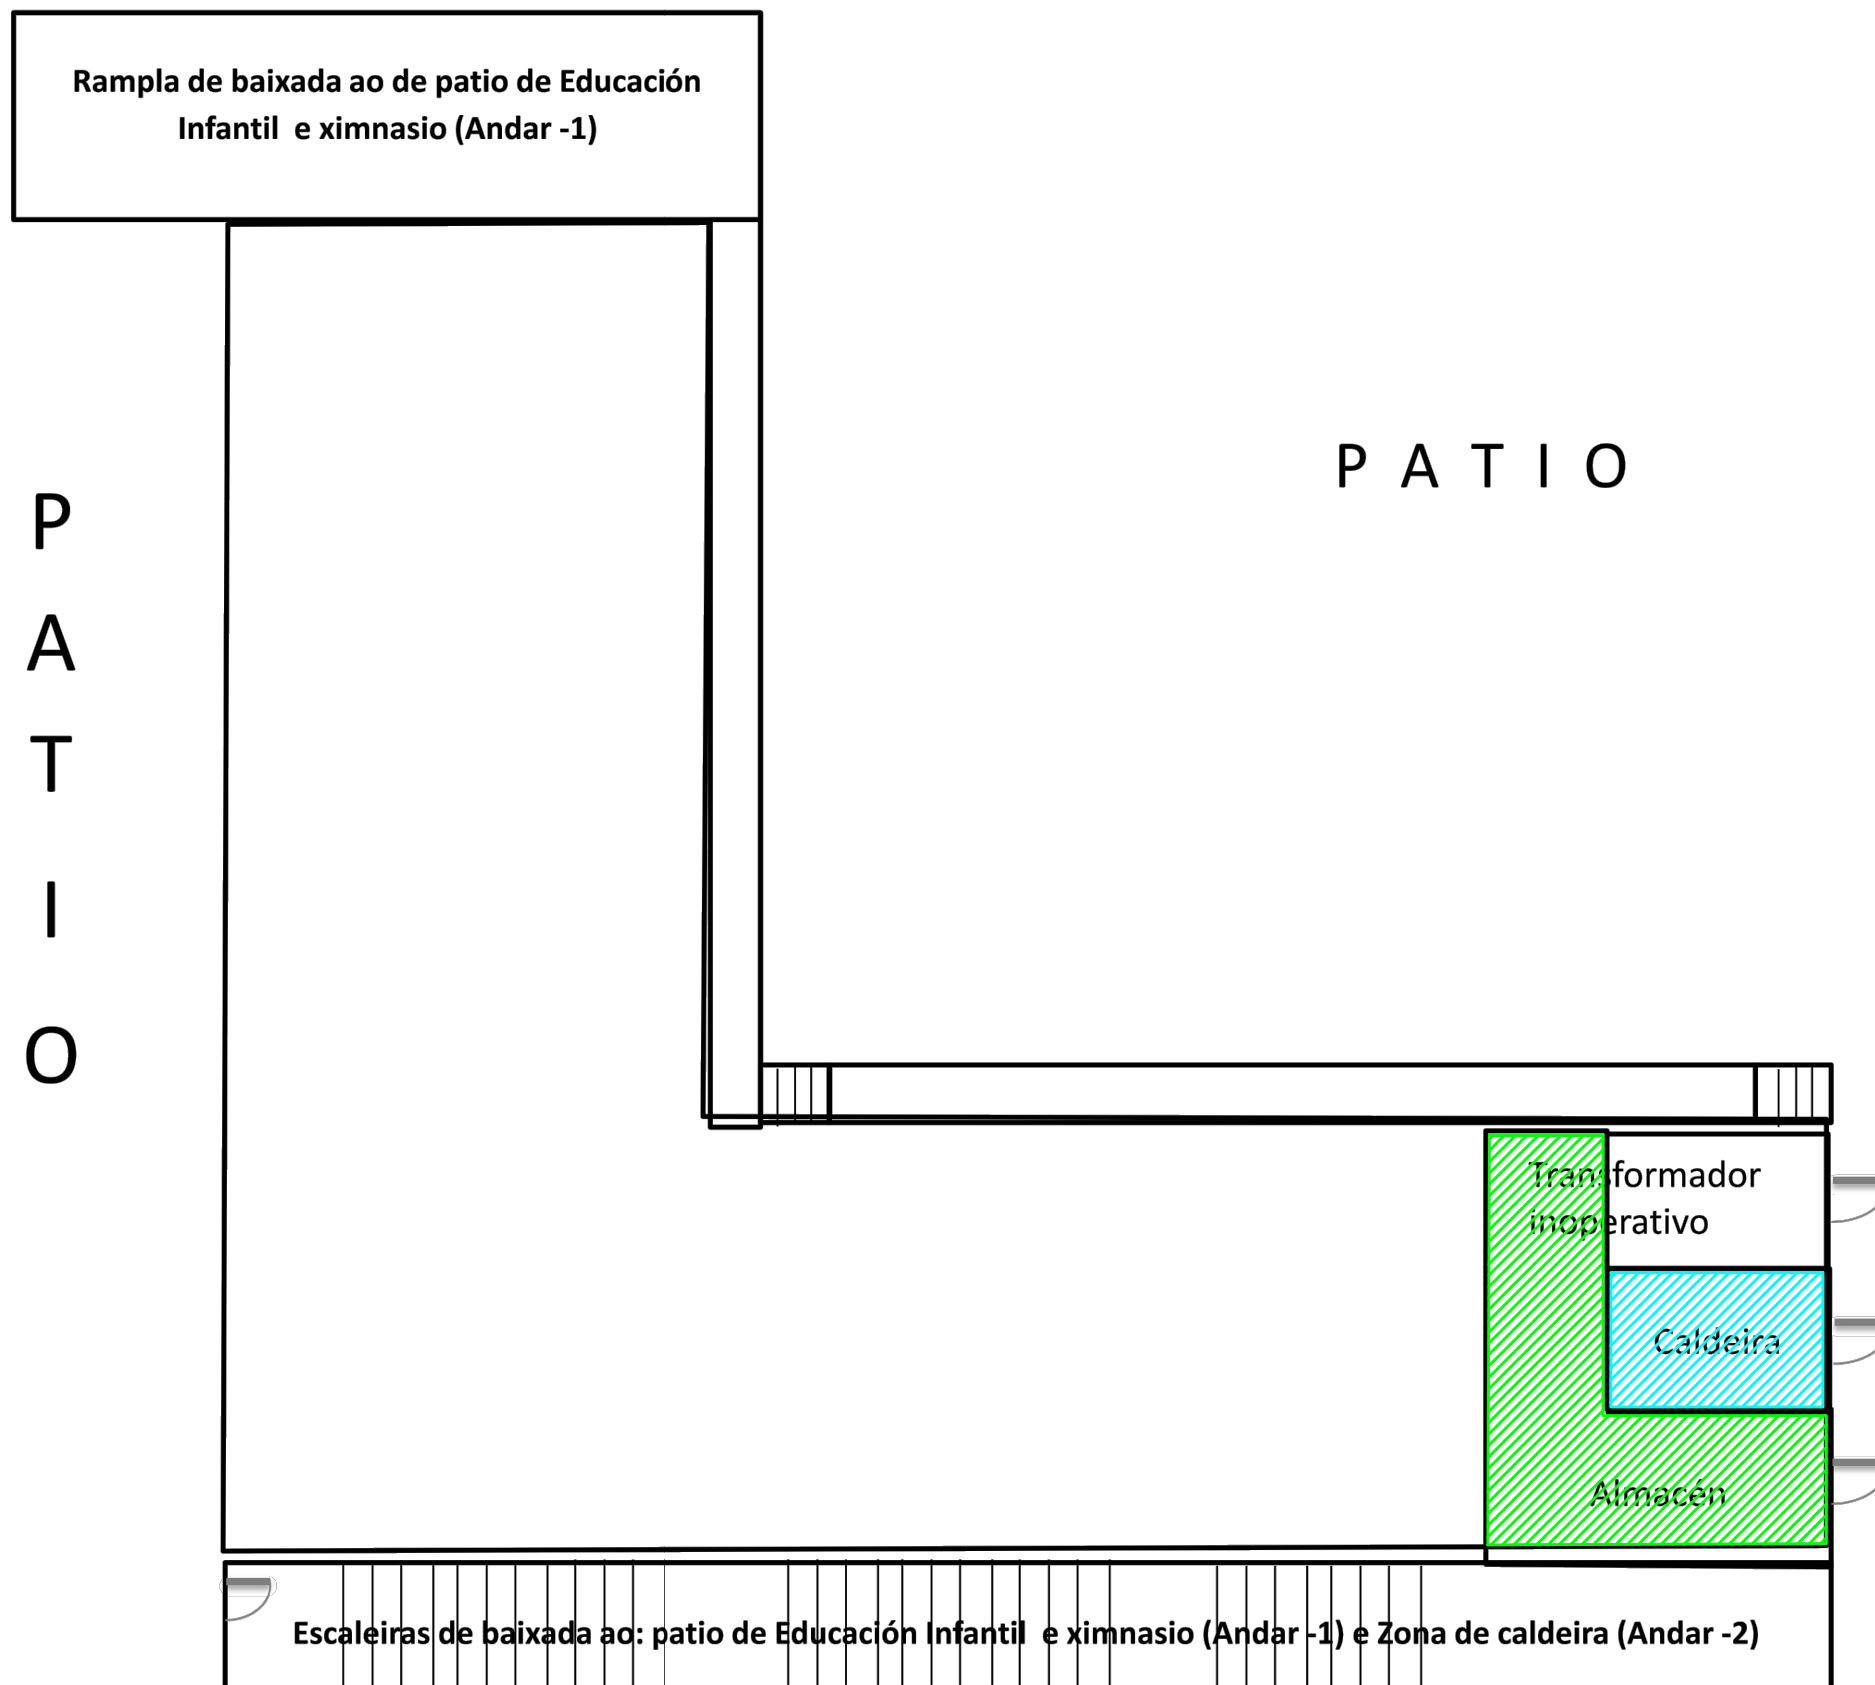 Rampla de baixada ao de patio de Educación
Infantil e ximnasio (Andar -1)
P A T I O
P
A
T
I
O
Transformador
inoperativo
Caldeira
Almacén
Escaleiras de baixada ao: patio de Educación Infantil e ximnasio (Andar -1) e Zona de caldeira (Andar -2)